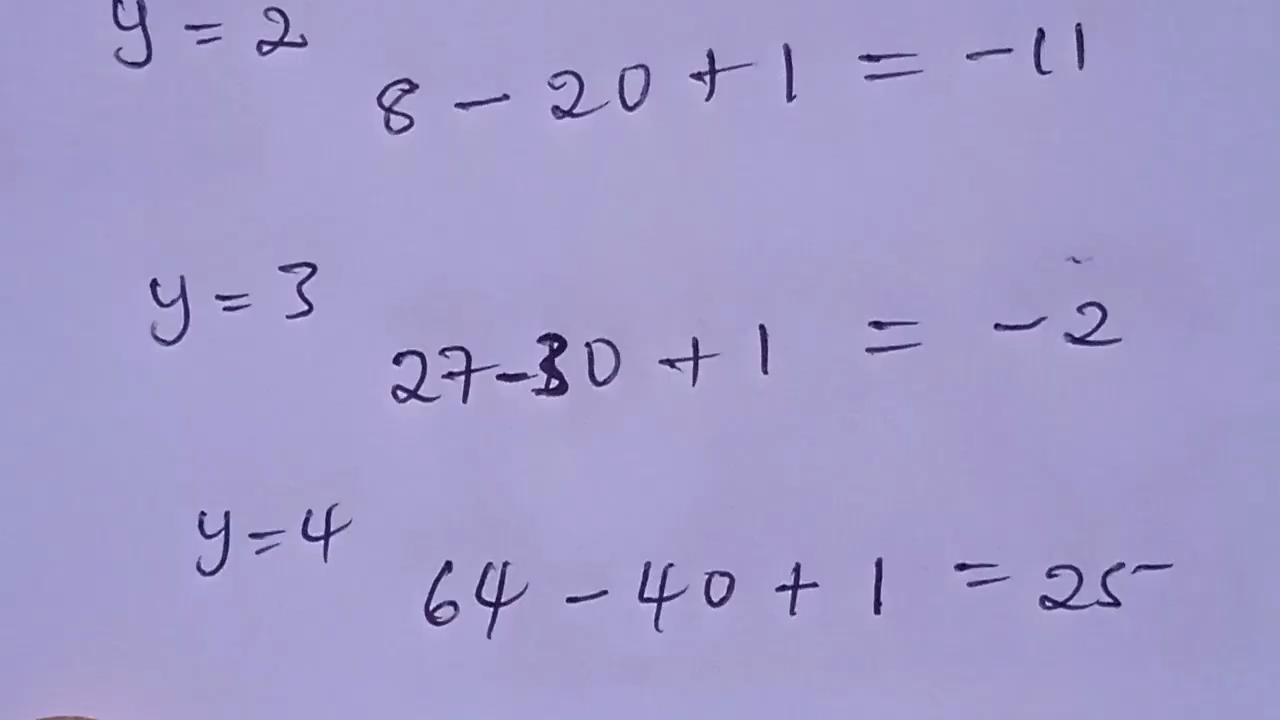 y = 2
8 - 20 + 1 = -11
y = 3
27 - 30 + 1 = -2
y = 4
64 - 40 + 1 = 25